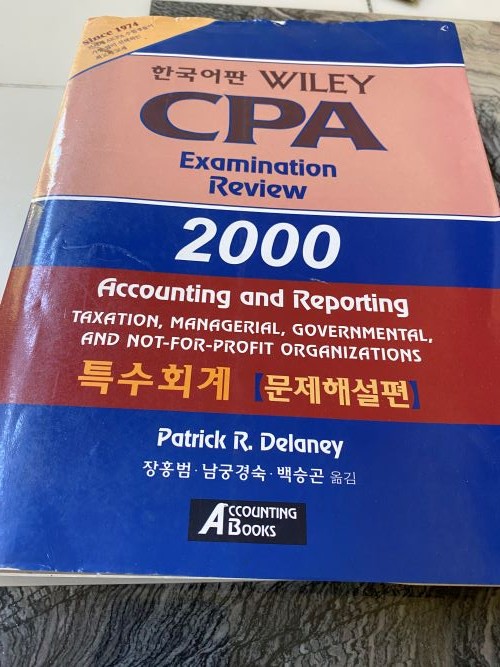 since 1974
한국어판 WILEY
CPA
Examination
Review
2000
Accounting and Reporting
TAXATION, MANAGERIAL, GOVERNMENTAL,
AND NOT-FOR-PROFIT ORGANIZATIONS
특수회계 【문제해설편】
Patrick R. Delaney
장홍범·남궁경숙·백승곤 옮김
ACCOUNTING
BOOKS